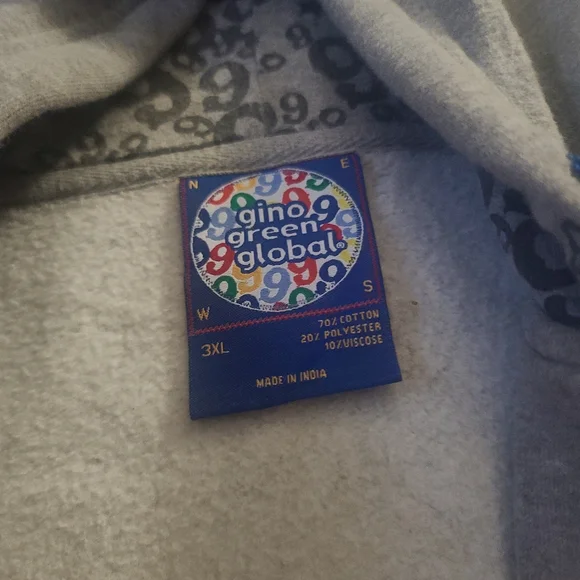 N E
gino
green
global®
W S
3XL
70% COTTON
20% POLYESTER
10% VISCOSE
MADE IN INDIA